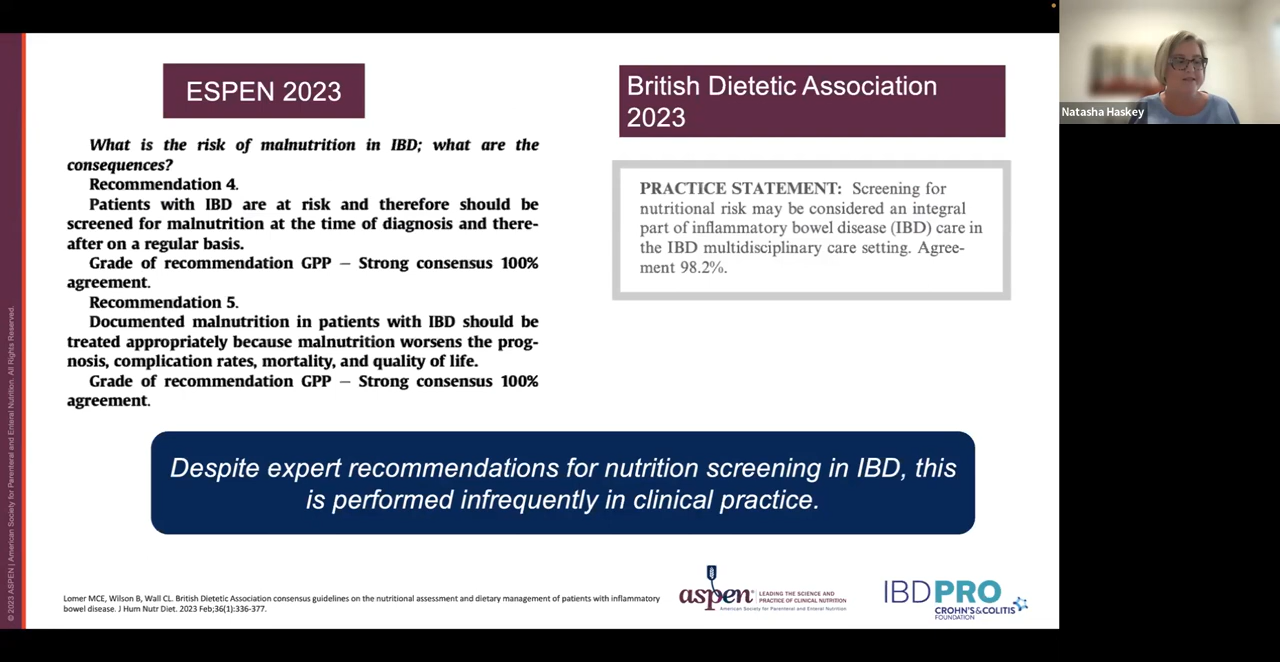 ESPEN 2023
What is the risk of malnutrition in IBD; what are the
consequences?
Recommendation 4.
Patients with IBD are at risk and therefore should be
screened for malnutrition at the time of diagnosis and there-
after on a regular basis.
Grade of recommendation GPP – Strong consensus 100%
agreement.
Recommendation 5.
Documented malnutrition in patients with IBD should be
treated appropriately because malnutrition worsens the prog-
nosis, complication rates, mortality, and quality of life.
Grade of recommendation GPP – Strong consensus 100%
agreement.
British Dietetic Association
2023
PRACTICE STATEMENT: Screening for
nutritional risk may be considered an integral
part of inflammatory bowel disease (IBD) care in
the IBD multidisciplinary care setting. Agree-
ment 98.2%.
Despite expert recommendations for nutrition screening in IBD, this
is performed infrequently in clinical practice.
Lomer MCE, Wilson B, Wall CL. British Dietetic Association consensus guidelines on the nutritional assessment and dietary management of patients with inflammatory
bowel disease. J Hum Nutr Diet. 2023 Feb;36(1):336-377.
aspen®
LEADING THE SCIENCE AND
PRACTICE OF CLINICAL NUTRITION
American Society for Parenteral and Enteral Nutrition
IBDPRO
CROHN'S&COLITIS
FOUNDATION
© 2023 ASPEN | American Society for Parenteral and Enteral Nutrition. All Rights Reserved.
Natasha Haskey